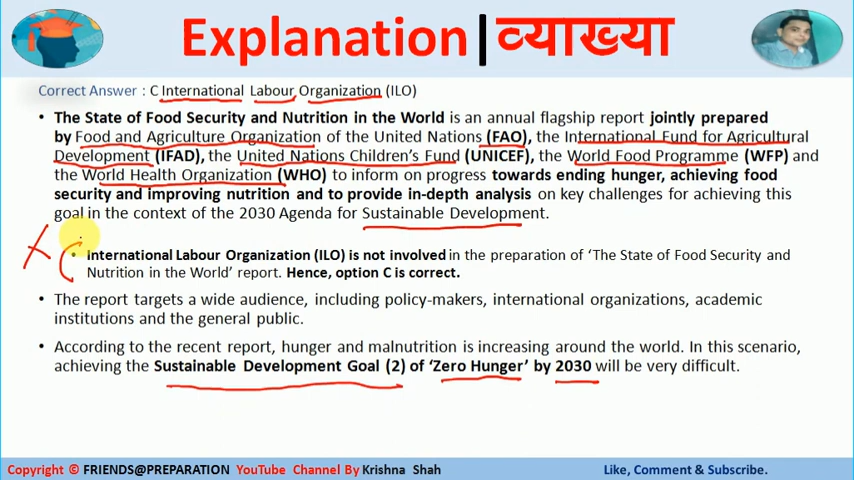 Explanation|व्याख्या
Correct Answer : C International Labour Organization (ILO)
• The State of Food Security and Nutrition in the World is an annual flagship report jointly prepared
by Food and Agriculture Organization of the United Nations (FAO), the International Fund for Agricultural
Development (IFAD), the United Nations Children's Fund (UNICEF), the World Food Programme (WFP) and
the World Health Organization (WHO) to inform on progress towards ending hunger, achieving food
security and improving nutrition and to provide in-depth analysis on key challenges for achieving this
goal in the context of the 2030 Agenda for Sustainable Development.
• International Labour Organization (ILO) is not involved in the preparation of 'The State of Food Security and
Nutrition in the World' report. Hence, option C is correct.
• The report targets a wide audience, including policy-makers, international organizations, academic
institutions and the general public.
• According to the recent report, hunger and malnutrition is increasing around the world. In this scenario,
achieving the Sustainable Development Goal (2) of 'Zero Hunger' by 2030 will be very difficult.
Copyright © FRIENDS@PREPARATION YouTube Channel By Krishna Shah Like, Comment & Subscribe.